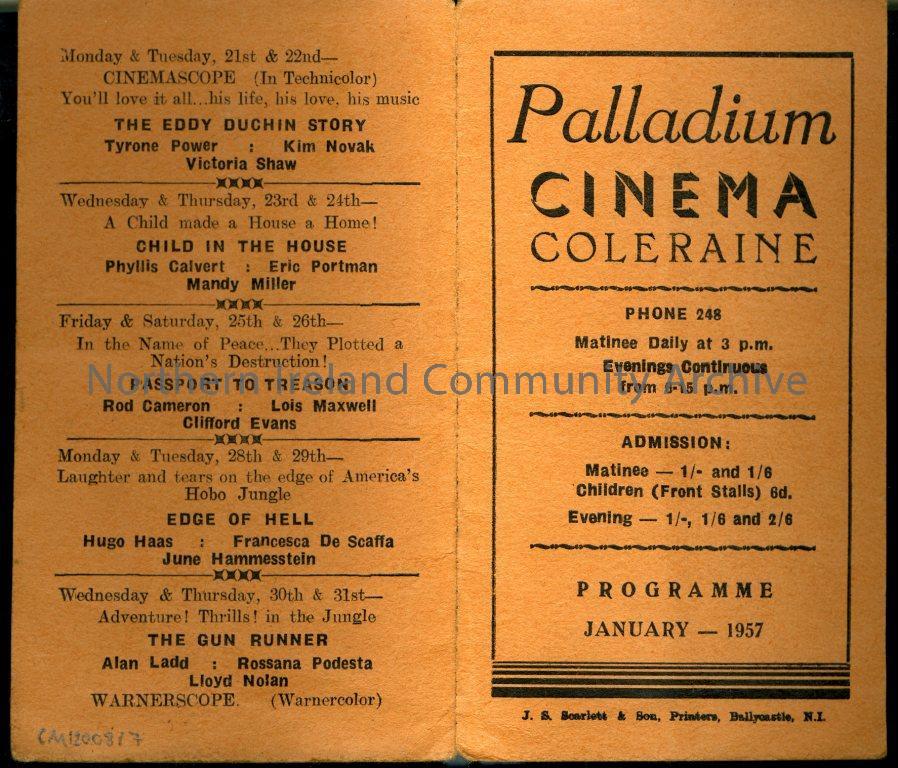 Monday & Tuesday, 21st & 22nd—
CINEMASCOPE (In Technicolor)
You'll love it all...his life, his love, his music
THE EDDY DUCHIN STORY
Tyrone Power : Kim Novak
Victoria Shaw
Wednesday & Thursday, 23rd & 24th—
A Child made a House a Home!
CHILD IN THE HOUSE
Phyllis Calvert : Eric Portman
Mandy Miller
Friday & Saturday, 25th & 26th—
In the Name of Peace...They Plotted a
Nation's Destruction!
PASSPORT TO TREASON
Rod Cameron : Lois Maxwell
Clifford Evans
Monday & Tuesday, 28th & 29th—
Laughter and tears on the edge of America's
Hobo Jungle
EDGE OF HELL
Hugo Haas : Francesca De Scaffa
June Hammesstein
Wednesday & Thursday, 30th & 31st—
Adventure! Thrills! in the Jungle
THE GUN RUNNER
Alan Ladd : Rossana Podesta
Lloyd Nolan
WARNERSCOPE. (Warnercolor)
Palladium
CINEMA
COLERAINE
PHONE 248
Matinee Daily at 3 p.m.
Evenings Continuous
from p.m.
ADMISSION:
Matinee — 1/- and 1/6
Children (Front Stalls) 6d.
Evening — 1/-, 1/6 and 2/6
PROGRAMME
JANUARY — 1957
J. S. Scarlett & Son, Printers, Ballycastle, N.I.
Northern Ireland Community Archive